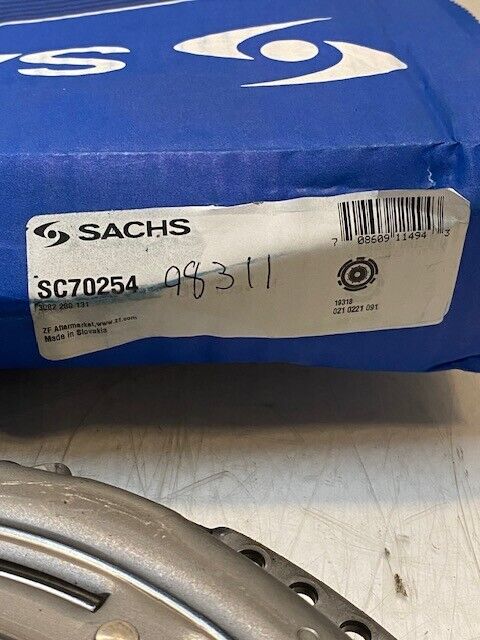 SACHS
SC70254 98311
3082 280 131
ZF Aftermarket,www.zf.com
Made in Slovakia
7 08609 11494 3
19318
021 0221 091